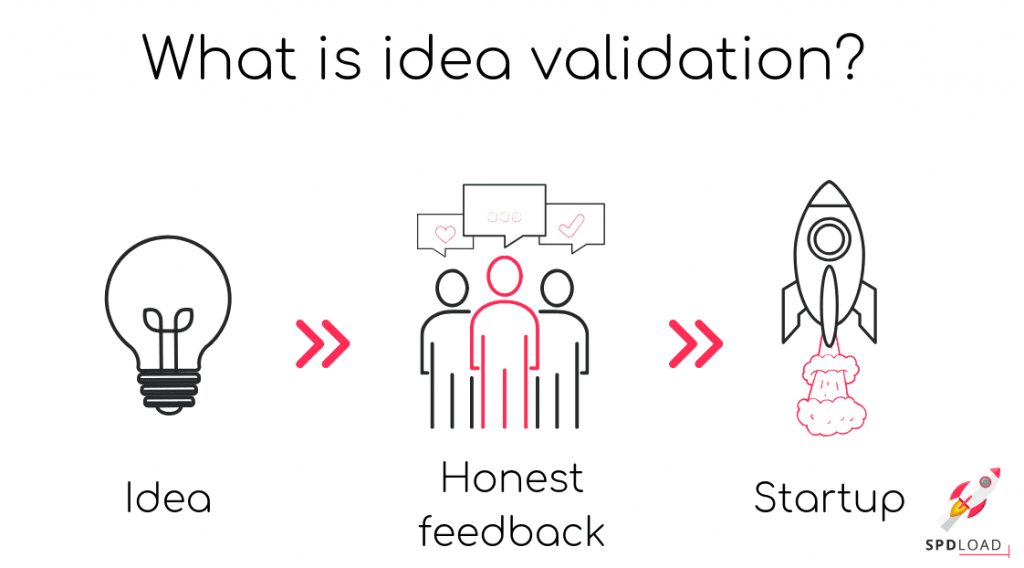 What is idea validation?
Idea
Honest
feedback
Startup
SPDLOAD